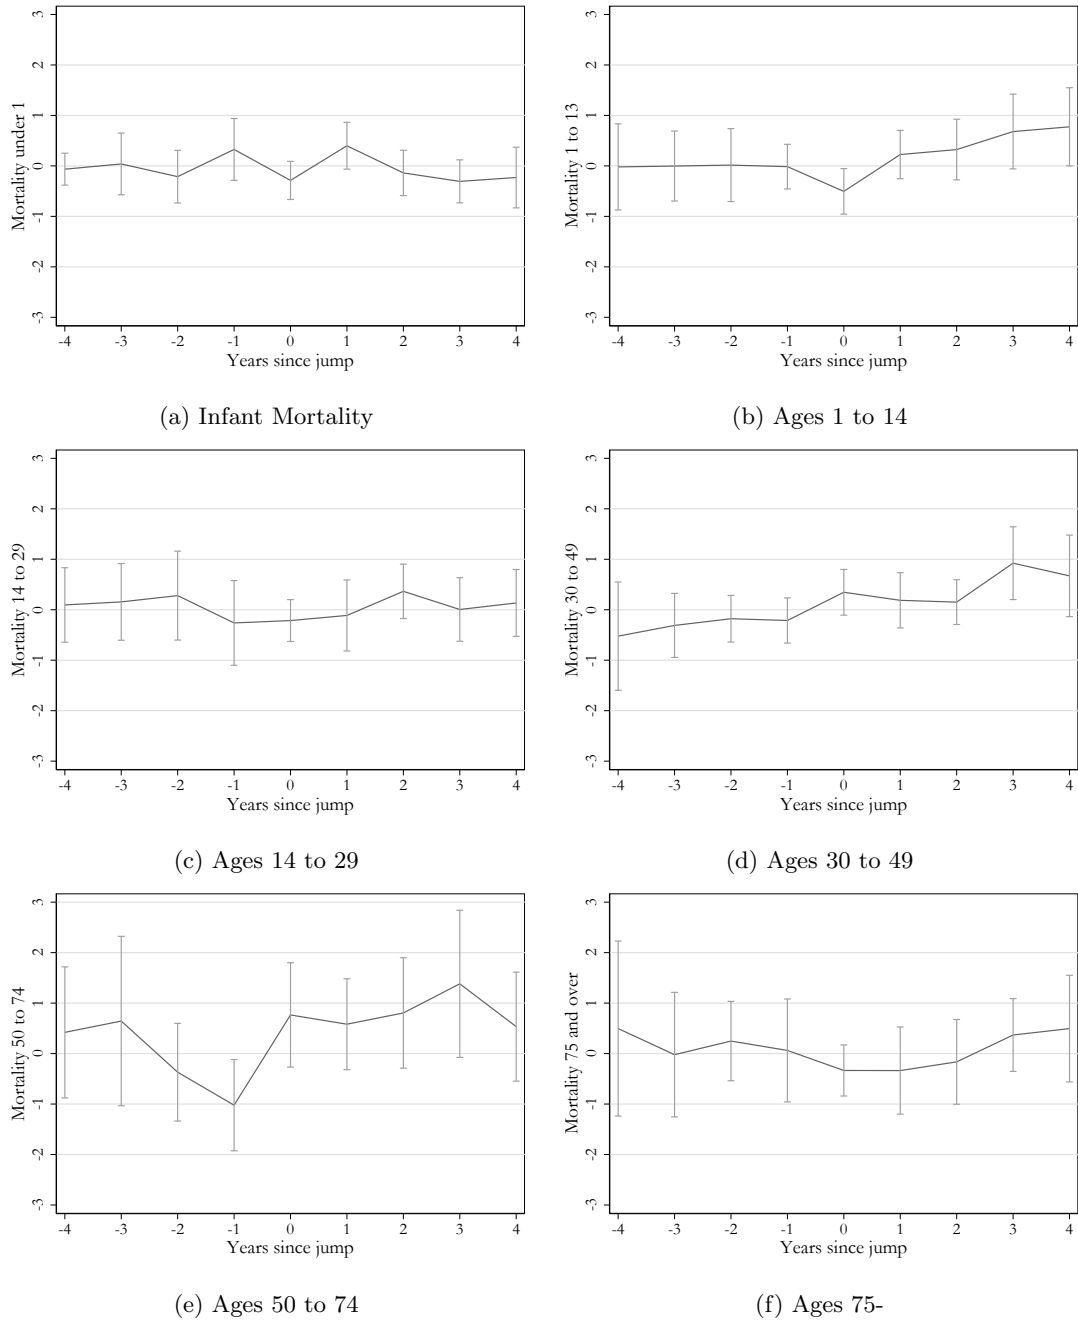 Mortality under 1
3
2
1
0
-1
-2
-3
-4 -3 -2 -1 0 1 2 3 4
Years since jump
(a) Infant Mortality
Mortality 1 to 13
3
2
1
0
-1
-2
-3
-4 -3 -2 -1 0 1 2 3 4
Years since jump
(b) Ages 1 to 14
Mortality 14 to 29
3
2
1
0
-1
-2
-3
-4 -3 -2 -1 0 1 2 3 4
Years since jump
(c) Ages 14 to 29
Mortality 30 to 49
3
2
1
0
-1
-2
-3
-4 -3 -2 -1 0 1 2 3 4
Years since jump
(d) Ages 30 to 49
Mortality 50 to 74
3
2
1
0
-1
-2
-3
-4 -3 -2 -1 0 1 2 3 4
Years since jump
(e) Ages 50 to 74
Mortality 75 and over
3
2
1
0
-1
-2
-3
-4 -3 -2 -1 0 1 2 3 4
Years since jump
(f) Ages 75-